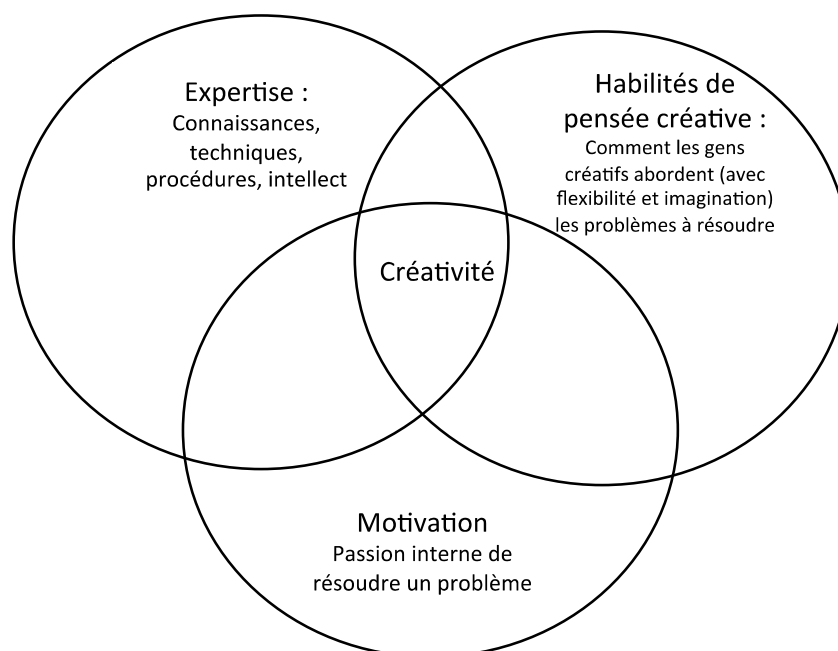 Expertise :
Connaissances,
techniques,
procédures, intellect
Habilités de
pensée créative :
Comment les gens
créatifs abordent (avec
flexibilité et imagination)
les problèmes à résoudre
Créativité
Motivation
Passion interne de
résoudre un problème